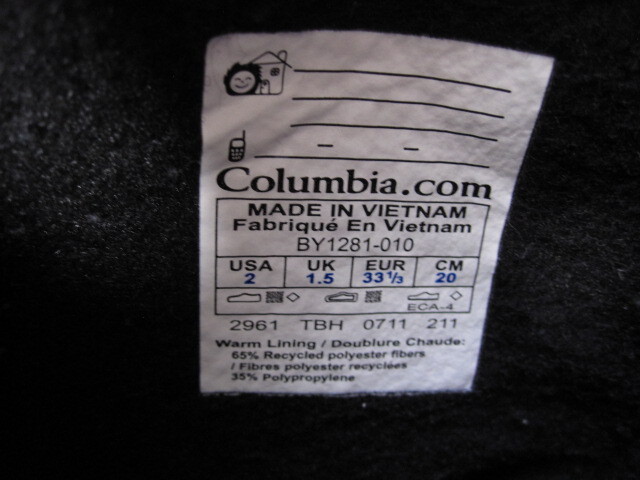 Columbia.com
MADE IN VIETNAM
Fabriqué En Vietnam
BY1281-010
USA UK EUR CM
2 1.5 33⅓ 20
ECA-4
2961 TBH 0711 211
Warm Lining / Doublure Chaude:
65% Recycled polyester fibers
/ Fibres polyester recyclées
35% Polypropylene